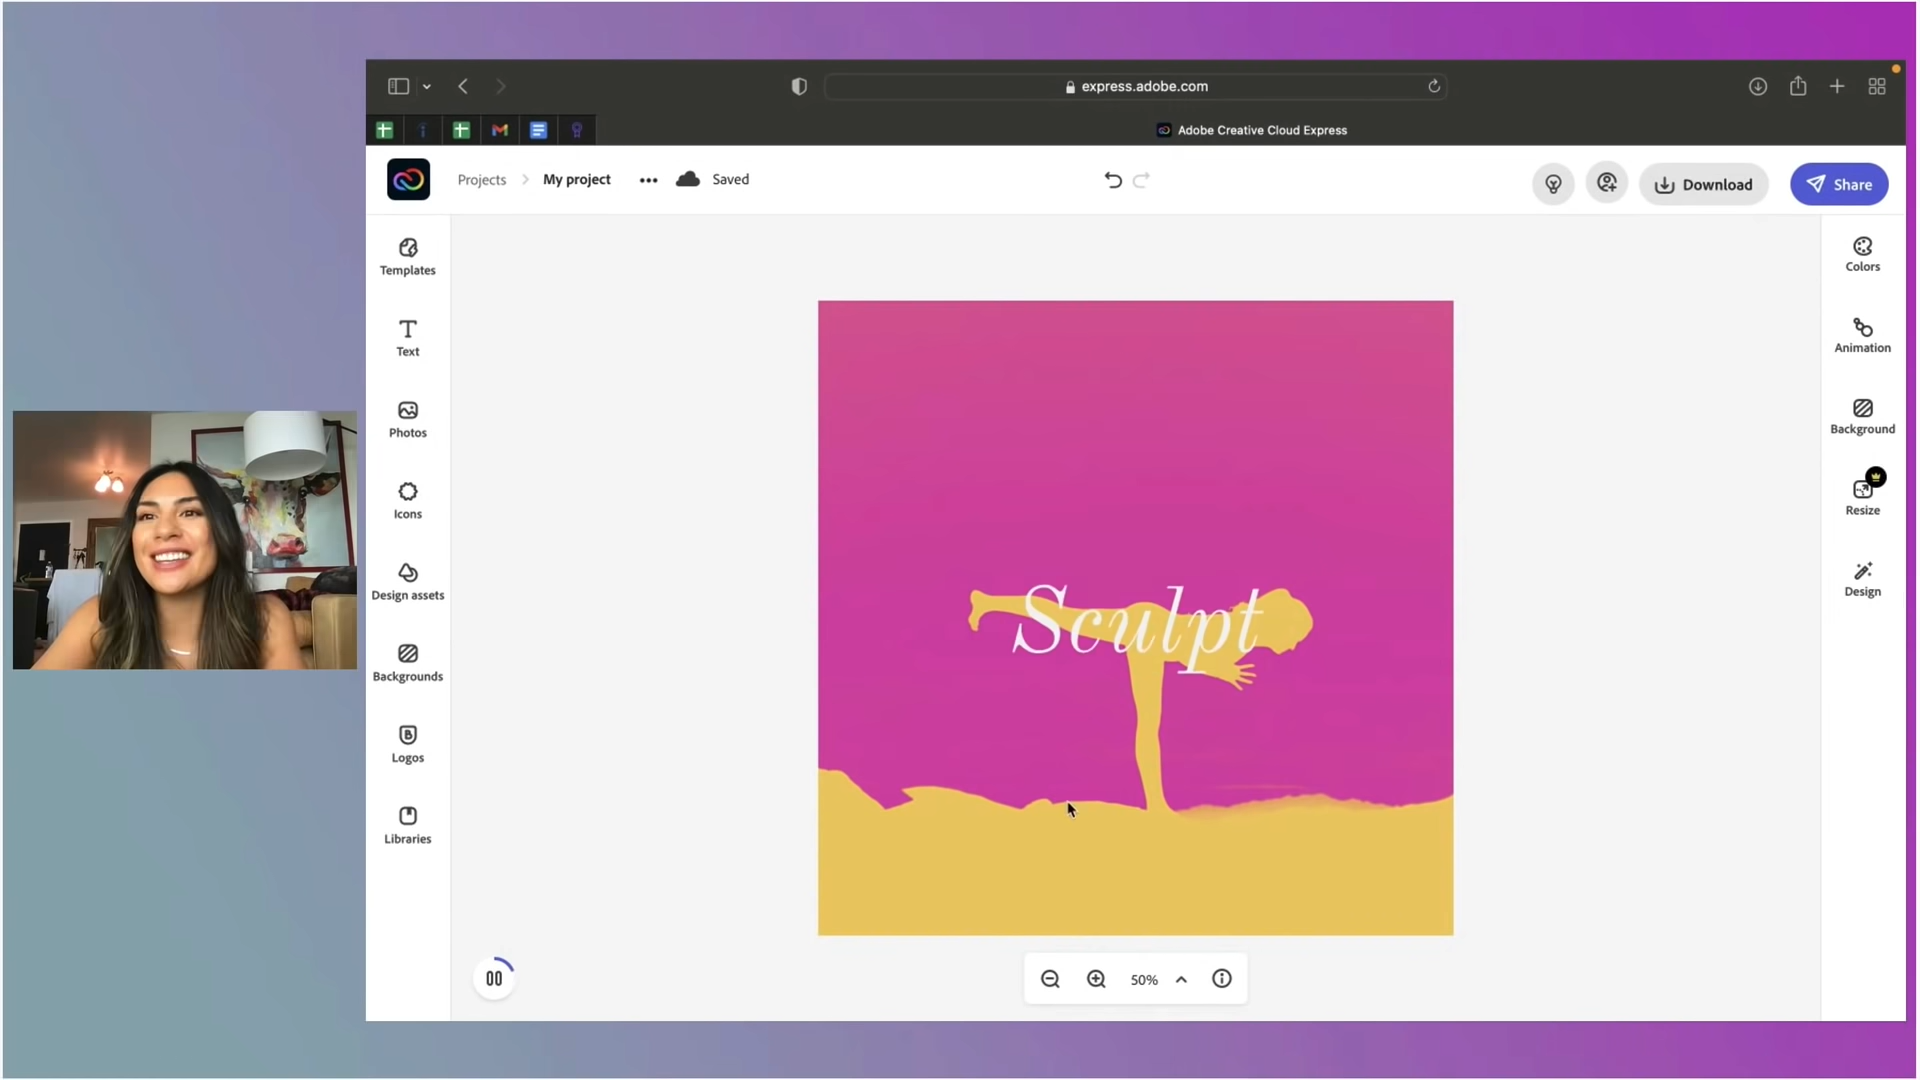 express.adobe.com
Adobe Creative Cloud Express
Projects
My project
Saved
Download
Share
Templates
Text
Photos
Icons
Design assets
Backgrounds
Logos
Libraries
Sculpt
Colors
Animation
Background
Resize
Design
50%